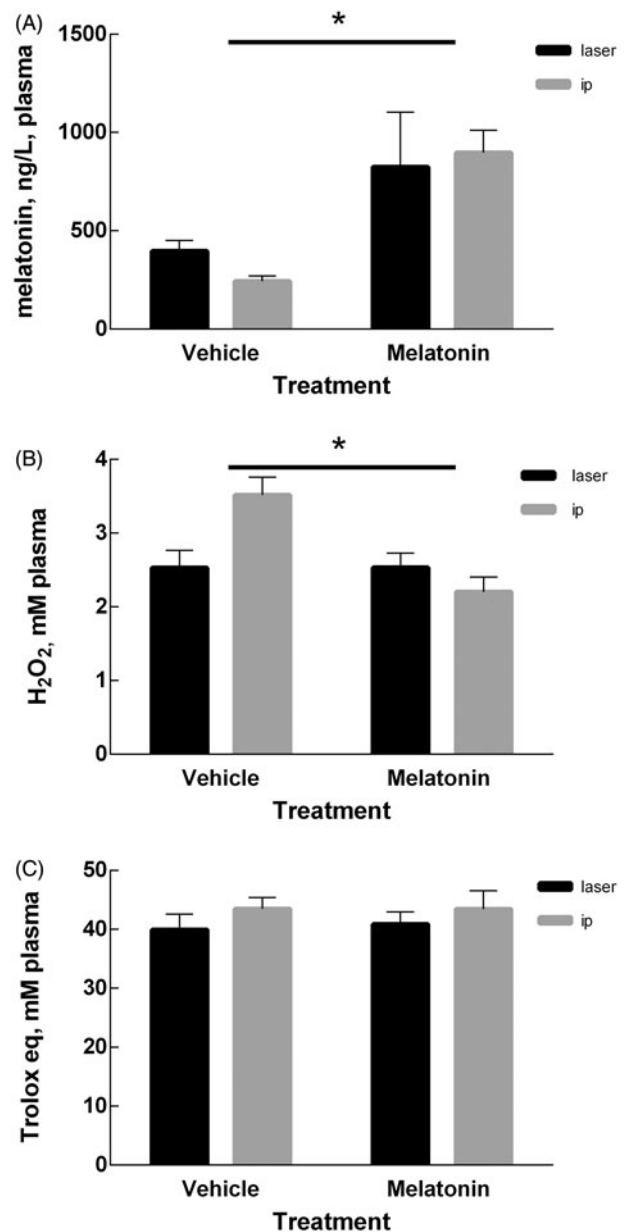 (A)
*
1500
1000
500
0
melatonin, ng/L, plasma
laser
ip
Vehicle Melatonin
Treatment
(B)
*
4
3
2
1
0
H₂O₂, mM plasma
laser
ip
Vehicle Melatonin
Treatment
(C)
50
40
30
20
10
0
Trolox eq, mM plasma
laser
ip
Vehicle Melatonin
Treatment